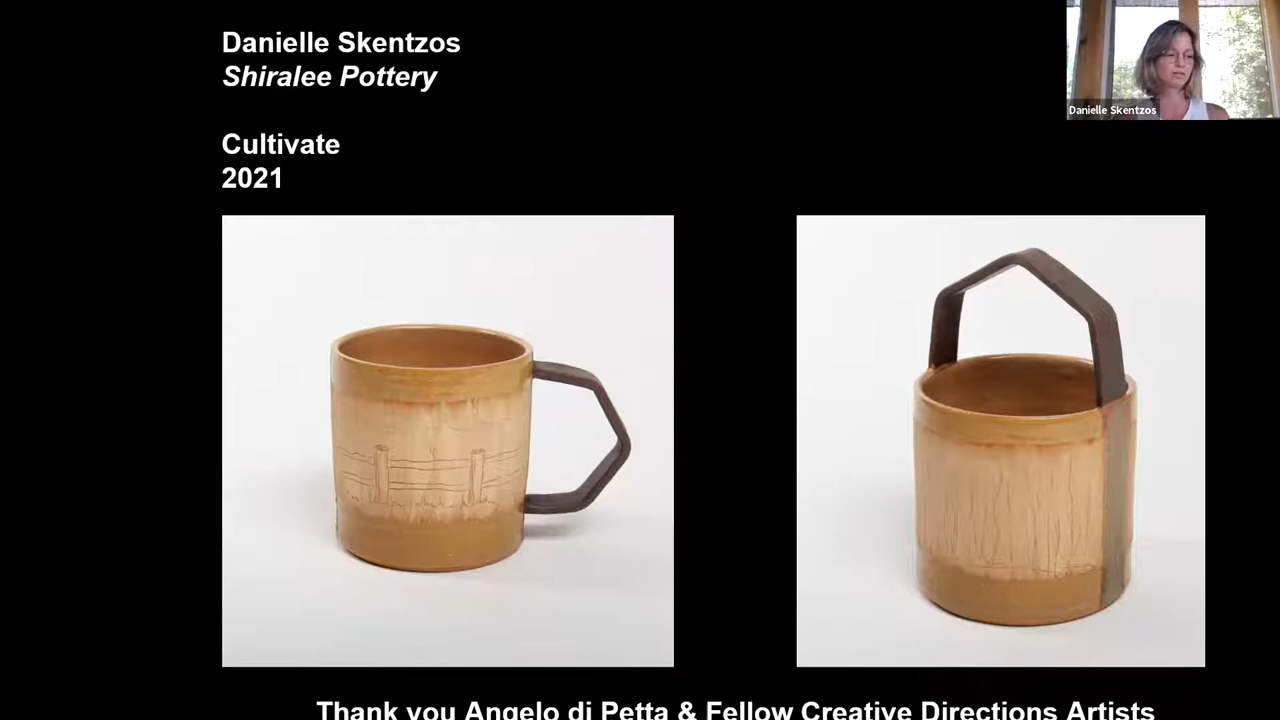 Danielle Skentzos
Shiralee Pottery
Cultivate
2021
Danielle Skentzos
Thank you Angelo di Petta & Fellow Creative Directions Artists